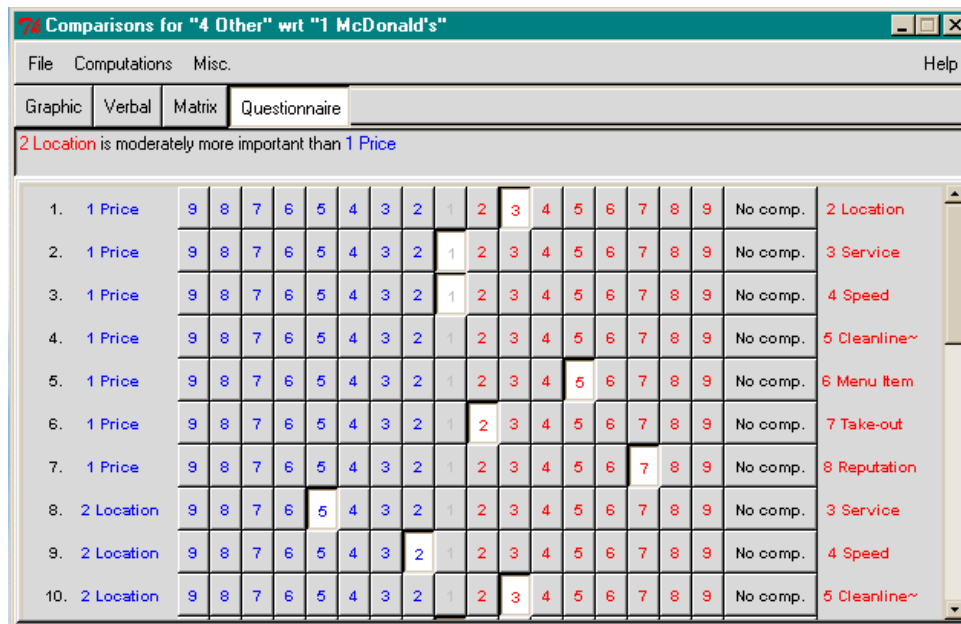 Comparisons for "4 Other" wrt "1 McDonald's"
File Computations Misc. Help
Graphic Verbal Matrix Questionnaire
2 Location is moderately more important than 1 Price
1. 1 Price 9 8 7 6 5 4 3 2 1 2 3 4 5 6 7 8 9 No comp. 2 Location
2. 1 Price 9 8 7 6 5 4 3 2 1 2 3 4 5 6 7 8 9 No comp. 3 Service
3. 1 Price 9 8 7 6 5 4 3 2 1 2 3 4 5 6 7 8 9 No comp. 4 Speed
4. 1 Price 9 8 7 6 5 4 3 2 1 2 3 4 5 6 7 8 9 No comp. 5 Cleanline~
5. 1 Price 9 8 7 6 5 4 3 2 1 2 3 4 5 6 7 8 9 No comp. 6 Menu Item
6. 1 Price 9 8 7 6 5 4 3 2 1 2 3 4 5 6 7 8 9 No comp. 7 Take-out
7. 1 Price 9 8 7 6 5 4 3 2 1 2 3 4 5 6 7 8 9 No comp. 8 Reputation
8. 2 Location 9 8 7 6 5 4 3 2 1 2 3 4 5 6 7 8 9 No comp. 3 Service
9. 2 Location 9 8 7 6 5 4 3 2 1 2 3 4 5 6 7 8 9 No comp. 4 Speed
10. 2 Location 9 8 7 6 5 4 3 2 1 2 3 4 5 6 7 8 9 No comp. 5 Cleanline~